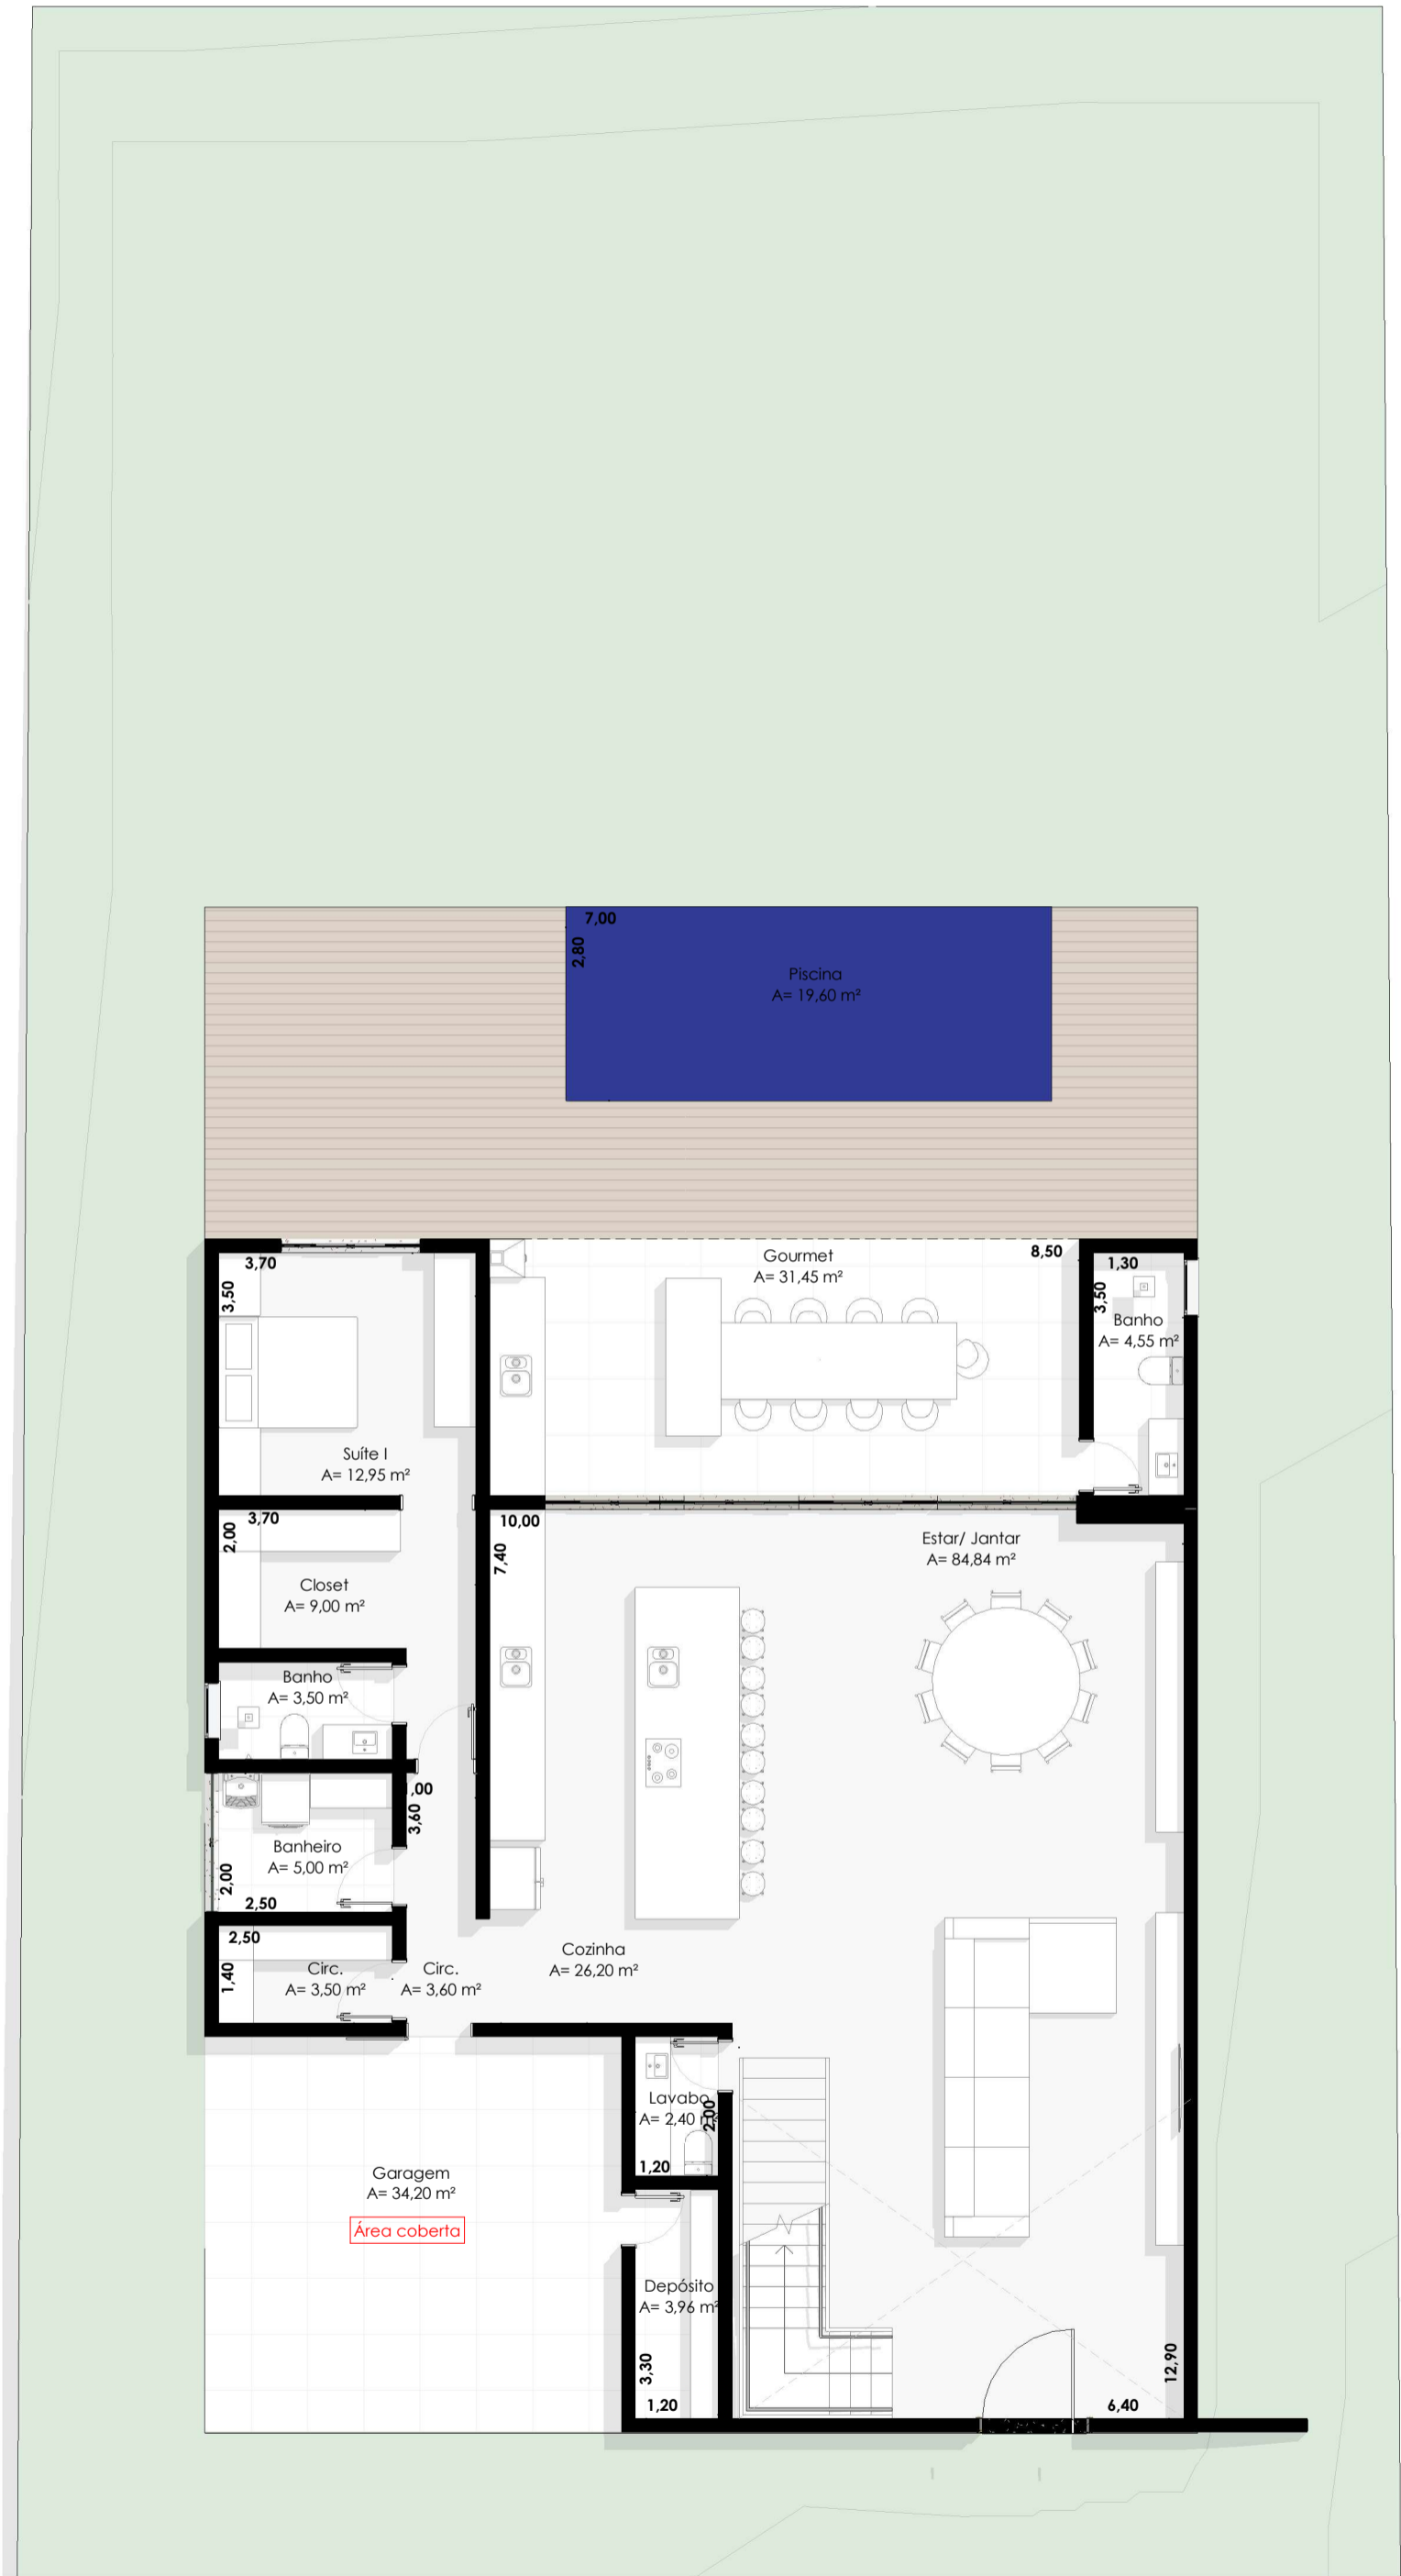 7,00
2,80
Piscina
A= 19,60 m²
3,70
3,50
Suíte I
A= 12,95 m²
Gourmet
A= 31,45 m²
8,50
1,30
3,50
Banho
A= 4,55 m²
3,70
2,00
Closet
A= 9,00 m²
10,00
7,40
Estar/ Jantar
A= 84,84 m²
Banho
A= 3,50 m²
,00
3,60
Banheiro
A= 5,00 m²
2,00
2,50
2,50
1,40
Circ.
A= 3,50 m²
Circ.
A= 3,60 m²
Cozinha
A= 26,20 m²
Lavabo
A= 2,40 m²
2,00
1,20
Garagem
A= 34,20 m²
Área coberta
Depósito
A= 3,96 m²
3,30
1,20
12,90
6,40